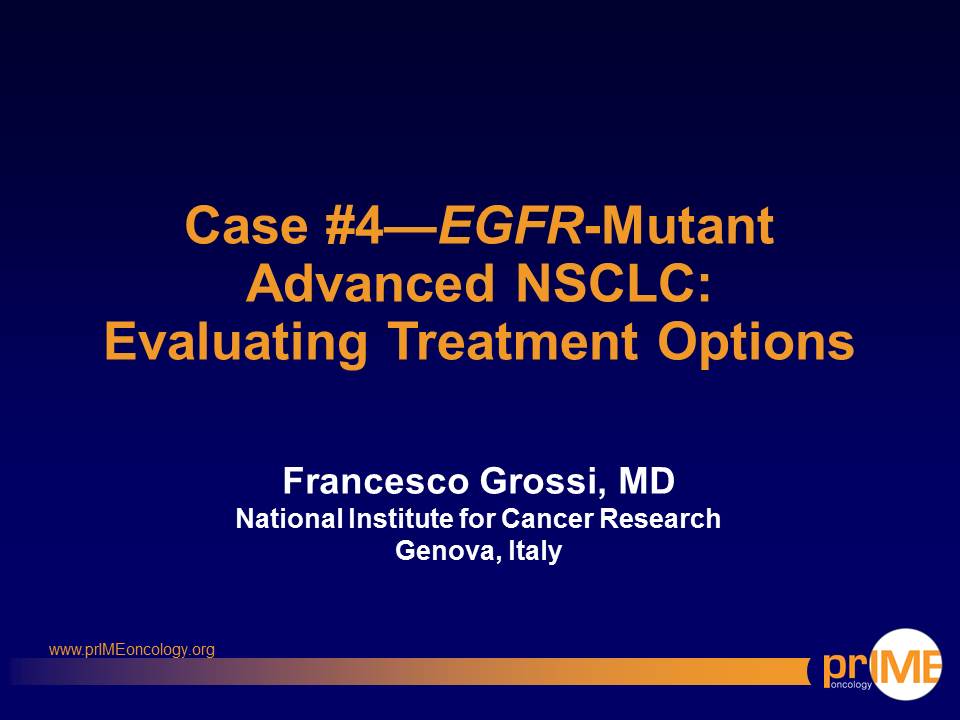 Case #4—EGFR-Mutant
Advanced NSCLC:
Evaluating Treatment Options
Francesco Grossi, MD
National Institute for Cancer Research
Genova, Italy
www.prIMEoncology.org
prIME
oncology